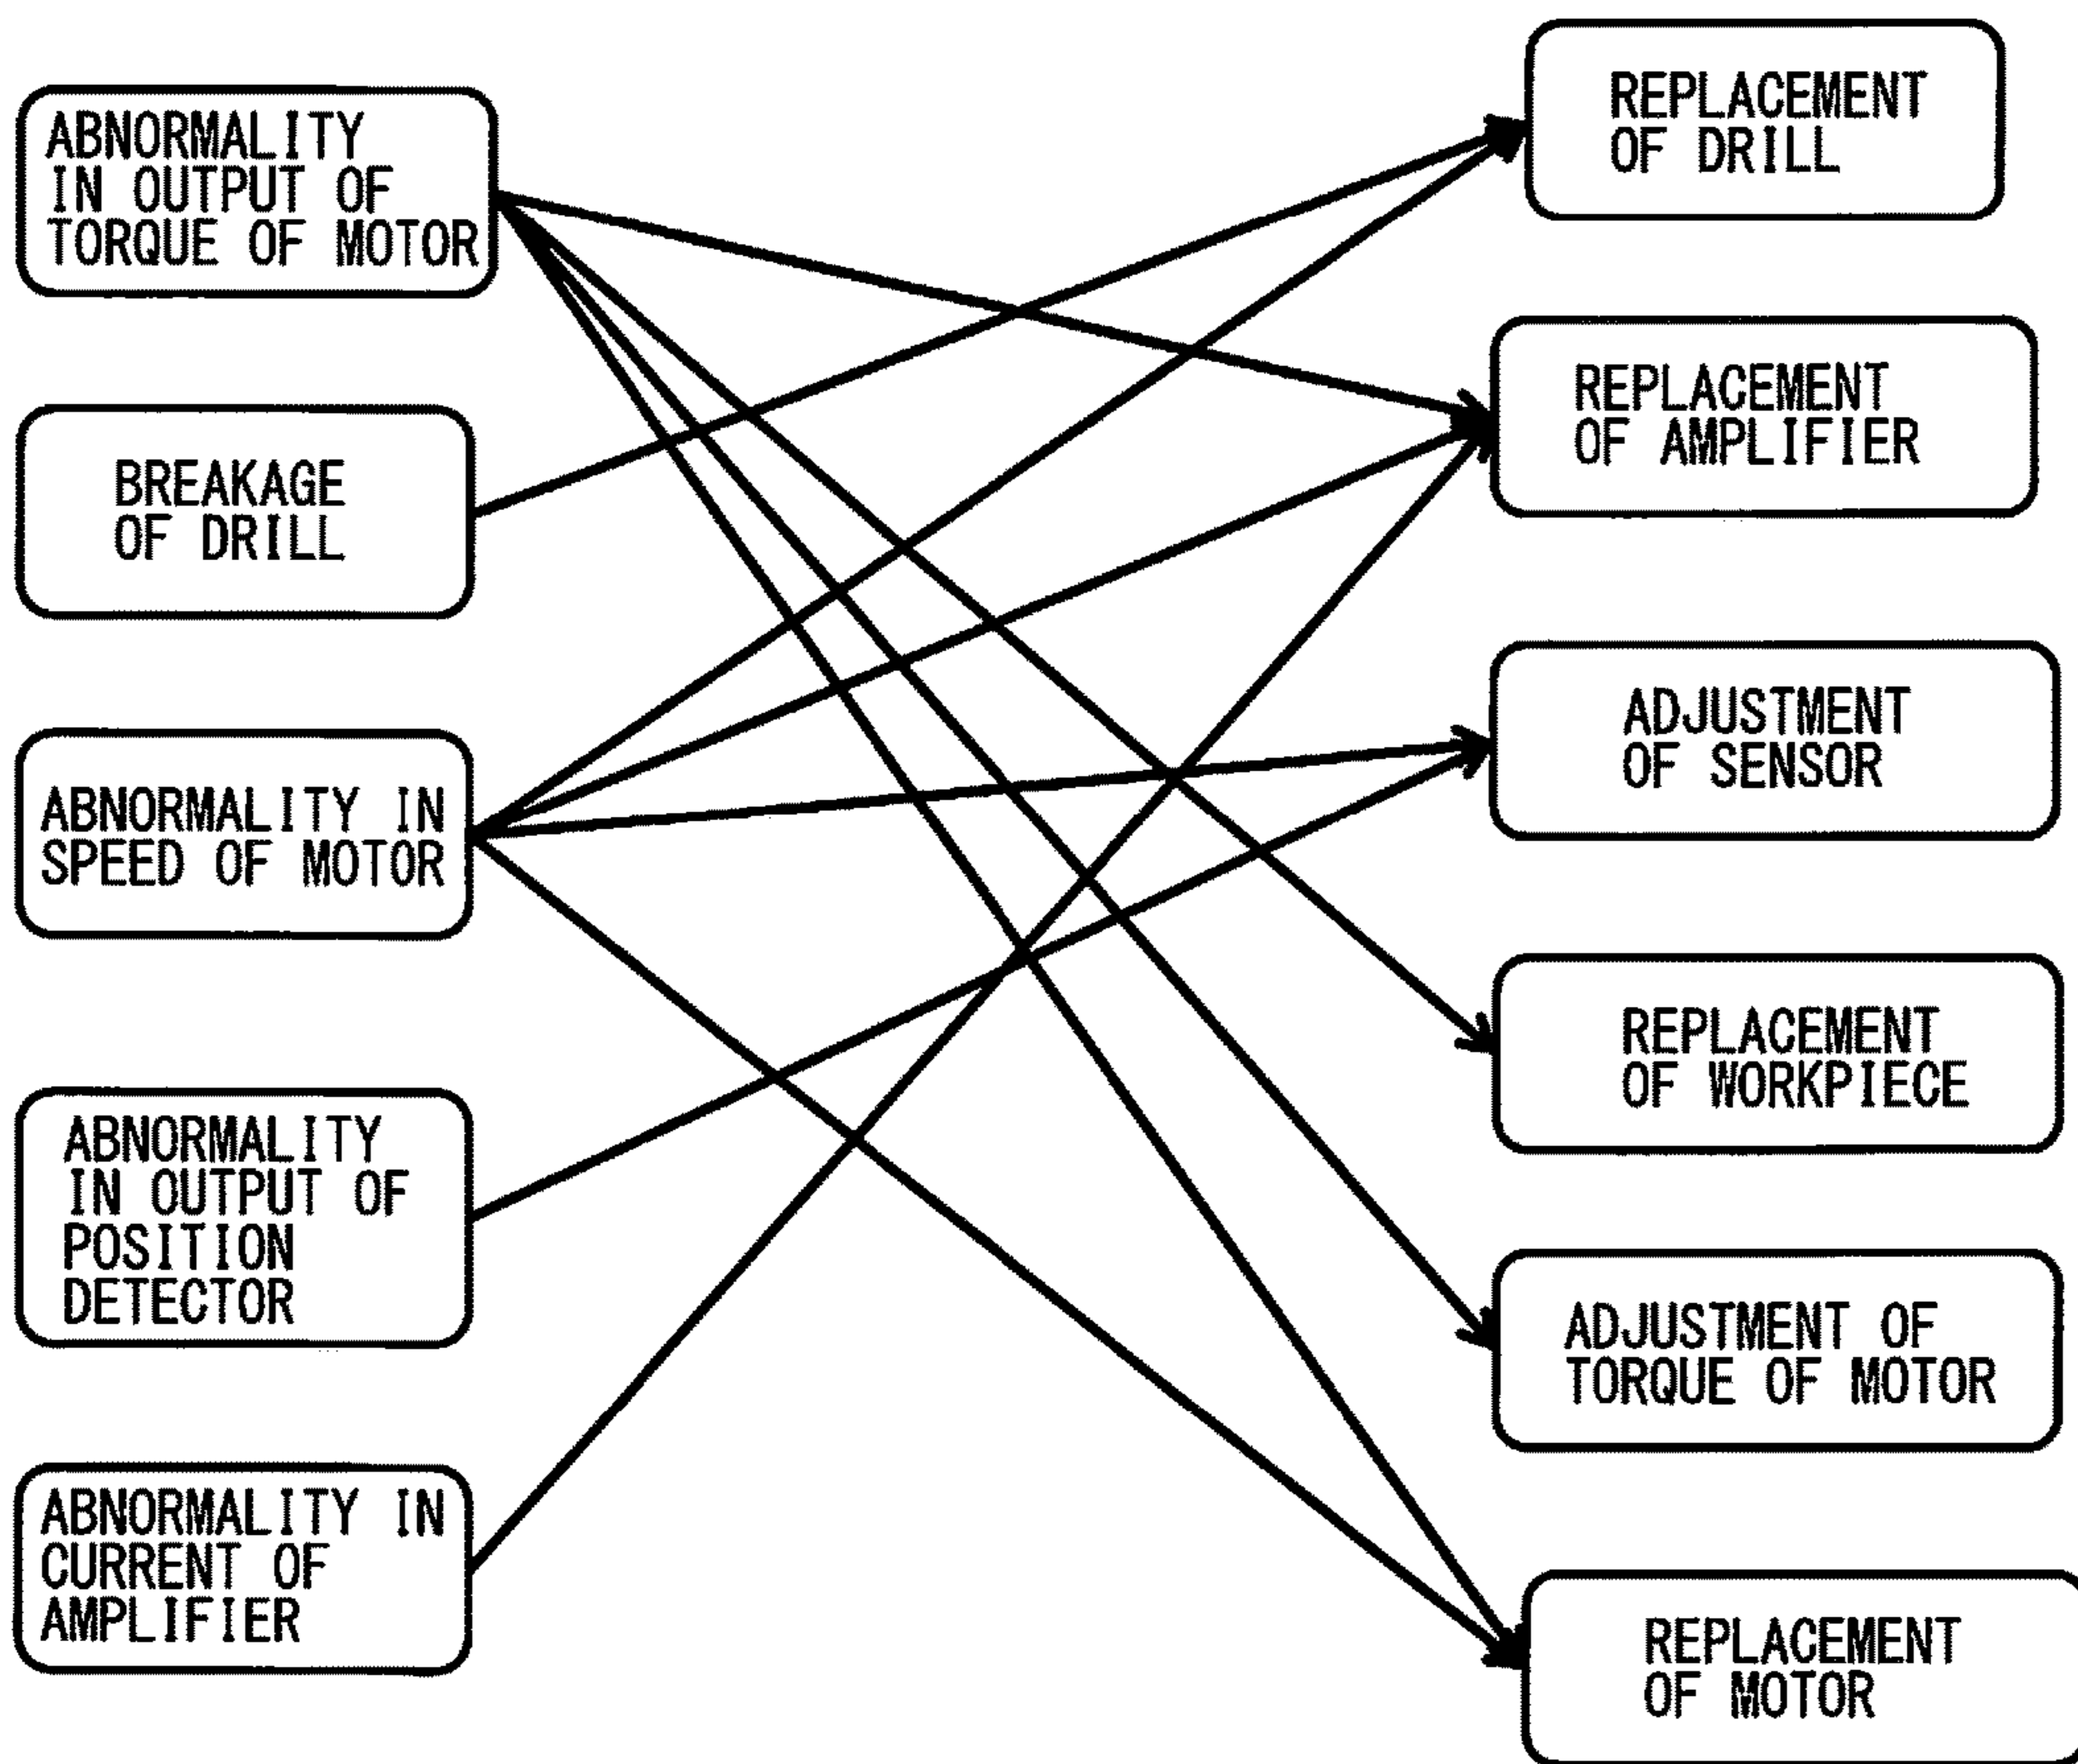 ABNORMALITY
IN OUTPUT OF
TORQUE OF MOTOR
BREAKAGE
OF DRILL
ABNORMALITY IN
SPEED OF MOTOR
ABNORMALITY
IN OUTPUT OF
POSITION
DETECTOR
ABNORMALITY IN
CURRENT OF
AMPLIFIER
REPLACEMENT
OF DRILL
REPLACEMENT
OF AMPLIFIER
ADJUSTMENT
OF SENSOR
REPLACEMENT
OF WORKPIECE
ADJUSTMENT OF
TORQUE OF MOTOR
REPLACEMENT
OF MOTOR